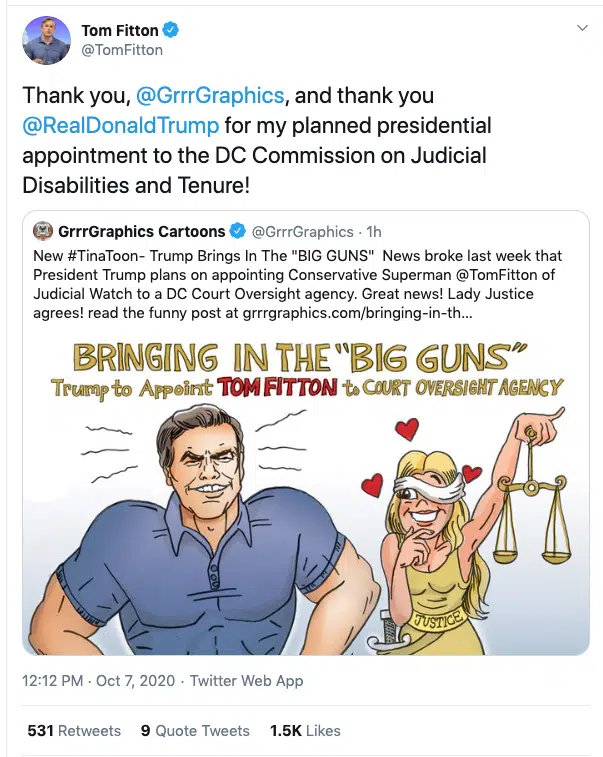 Tom Fitton
@TomFitton
Thank you, @GrrrGraphics, and thank you
@RealDonaldTrump for my planned presidential
appointment to the DC Commission on Judicial
Disabilities and Tenure!
GrrrGraphics Cartoons @GrrrGraphics · 1h
New #TinaToon- Trump Brings In The "BIG GUNS" News broke last week that
President Trump plans on appointing Conservative Superman @TomFitton of
Judicial Watch to a DC Court Oversight agency. Great news! Lady Justice
agrees! read the funny post at grrrgraphics.com/bringing-in-th...
BRINGING IN THE "BIG GUNS"
Trump to Appoint TOM FITTON to COURT OVERSIGHT AGENCY
JUSTICE
12:12 PM · Oct 7, 2020 · Twitter Web App
531 Retweets 9 Quote Tweets 1.5K Likes